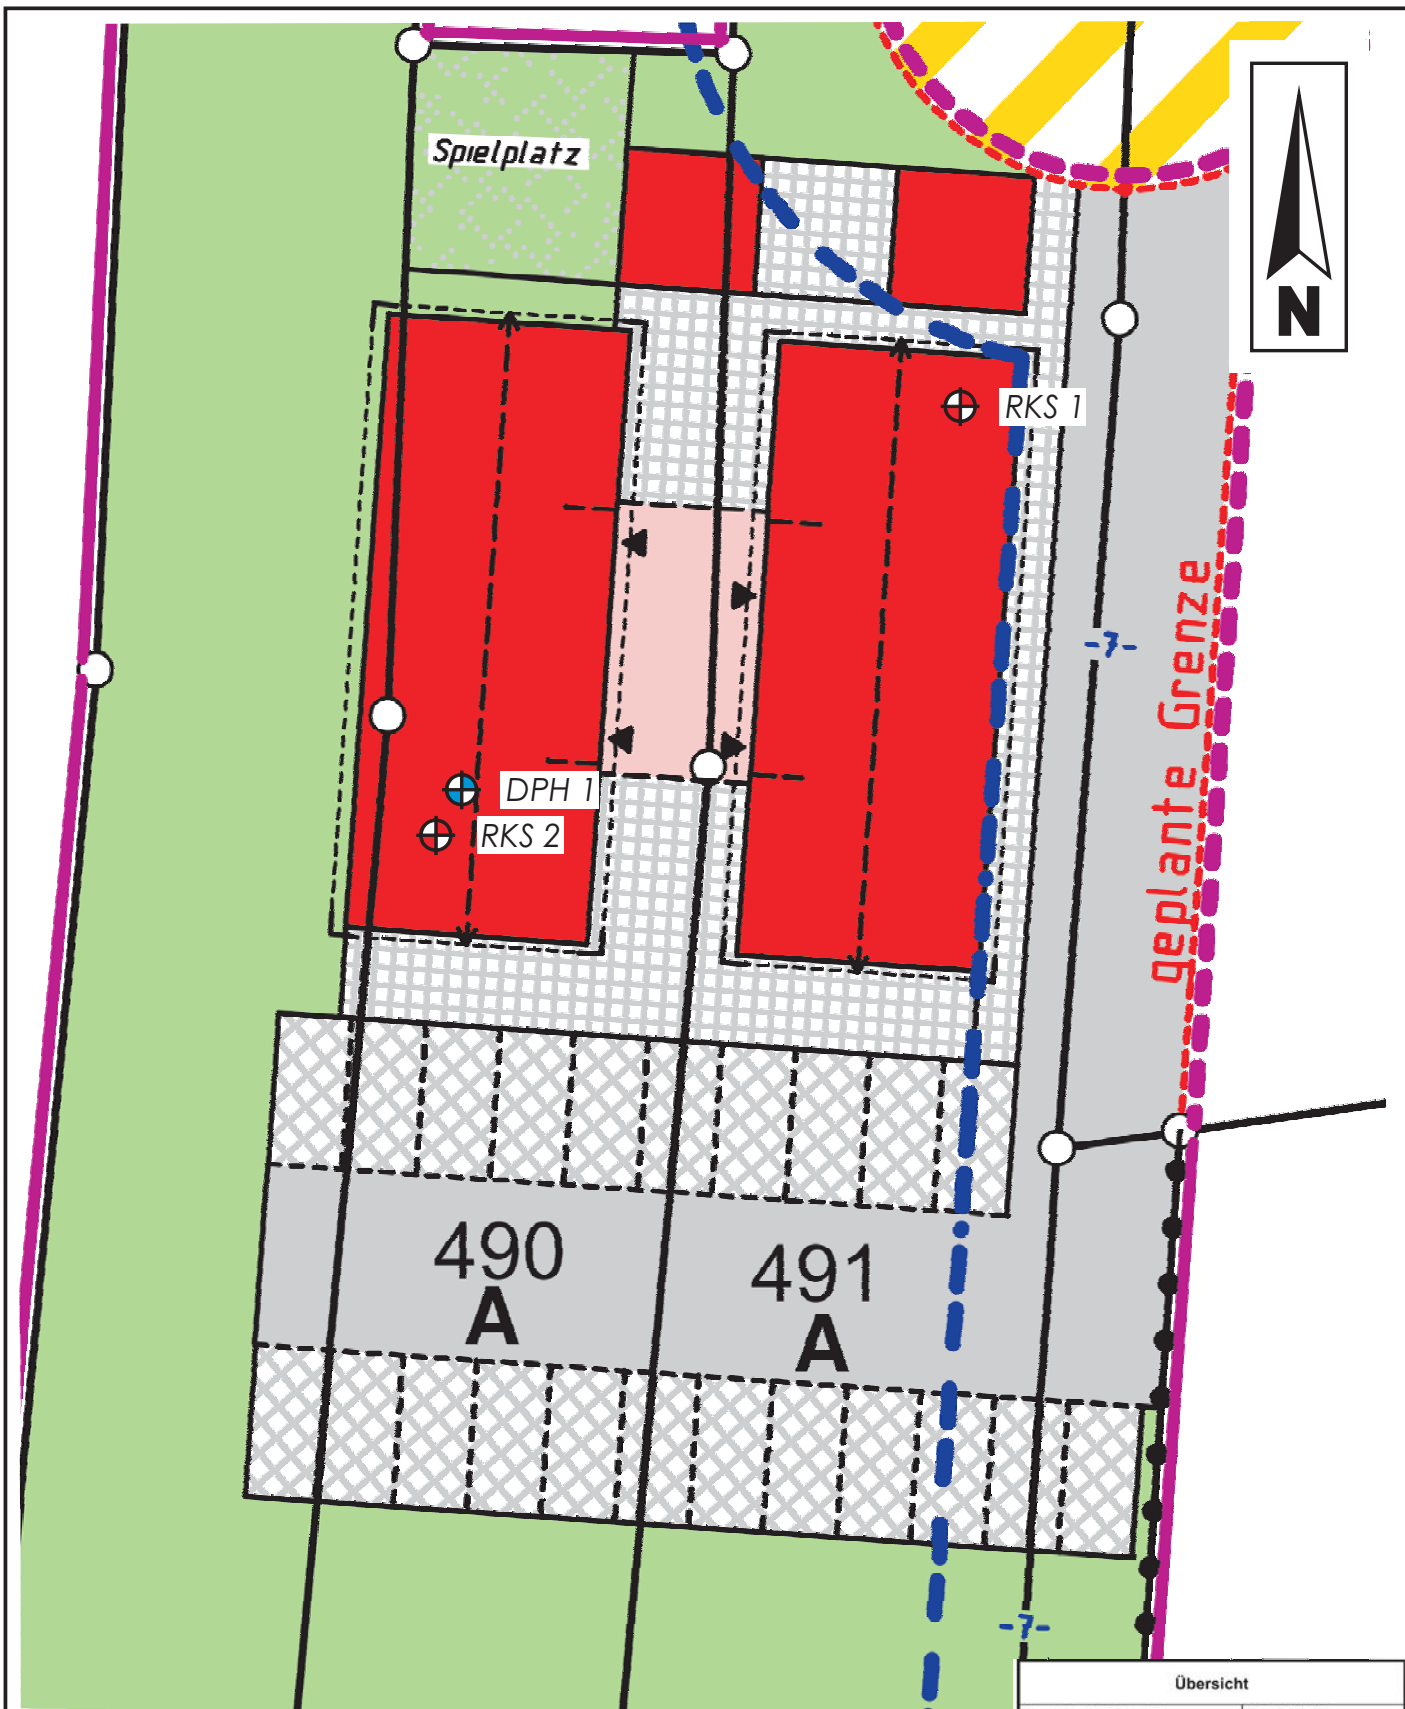 Spielplatz
N
RKS 1
-7-
geplante Grenze
DPH 1
RKS 2
490
A
491
A
-7-
Übersicht